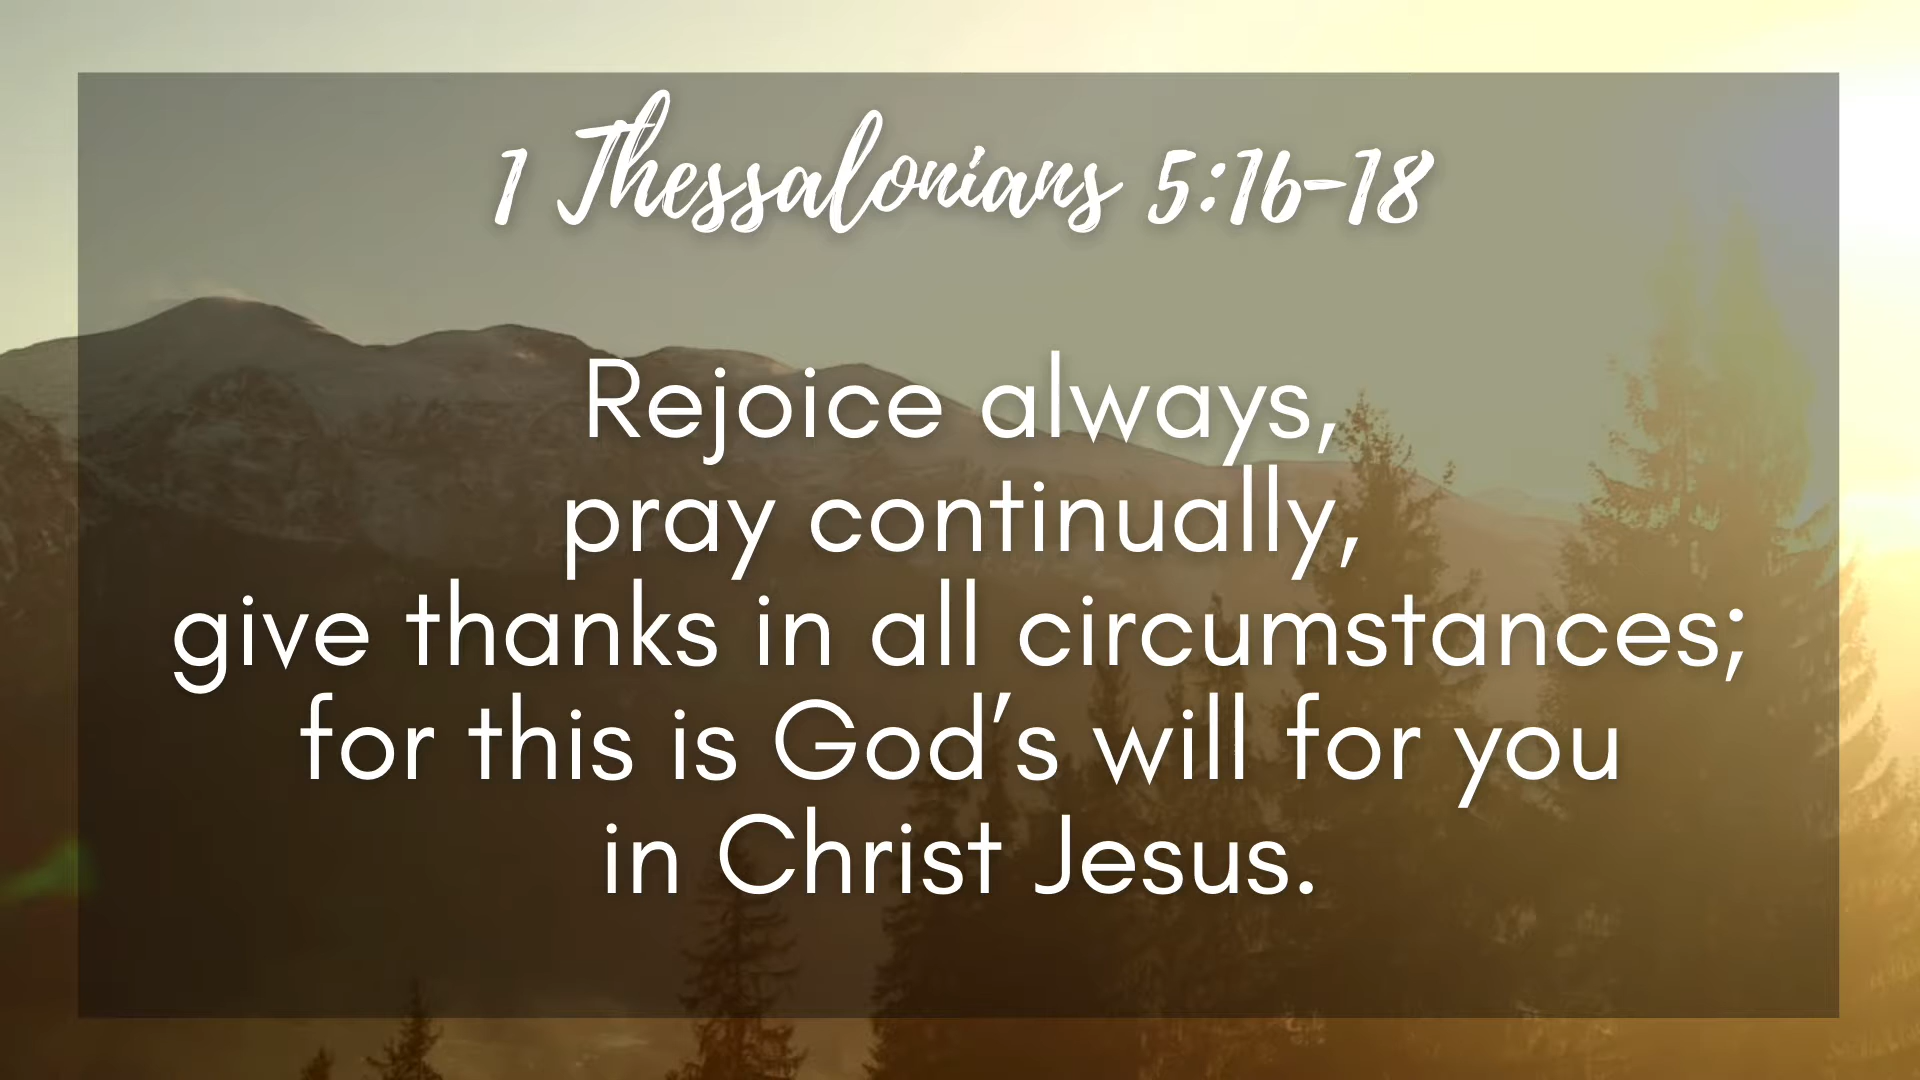 1 Thessalonians 5:16-18
Rejoice always,
pray continually,
give thanks in all circumstances;
for this is God’s will for you
in Christ Jesus.